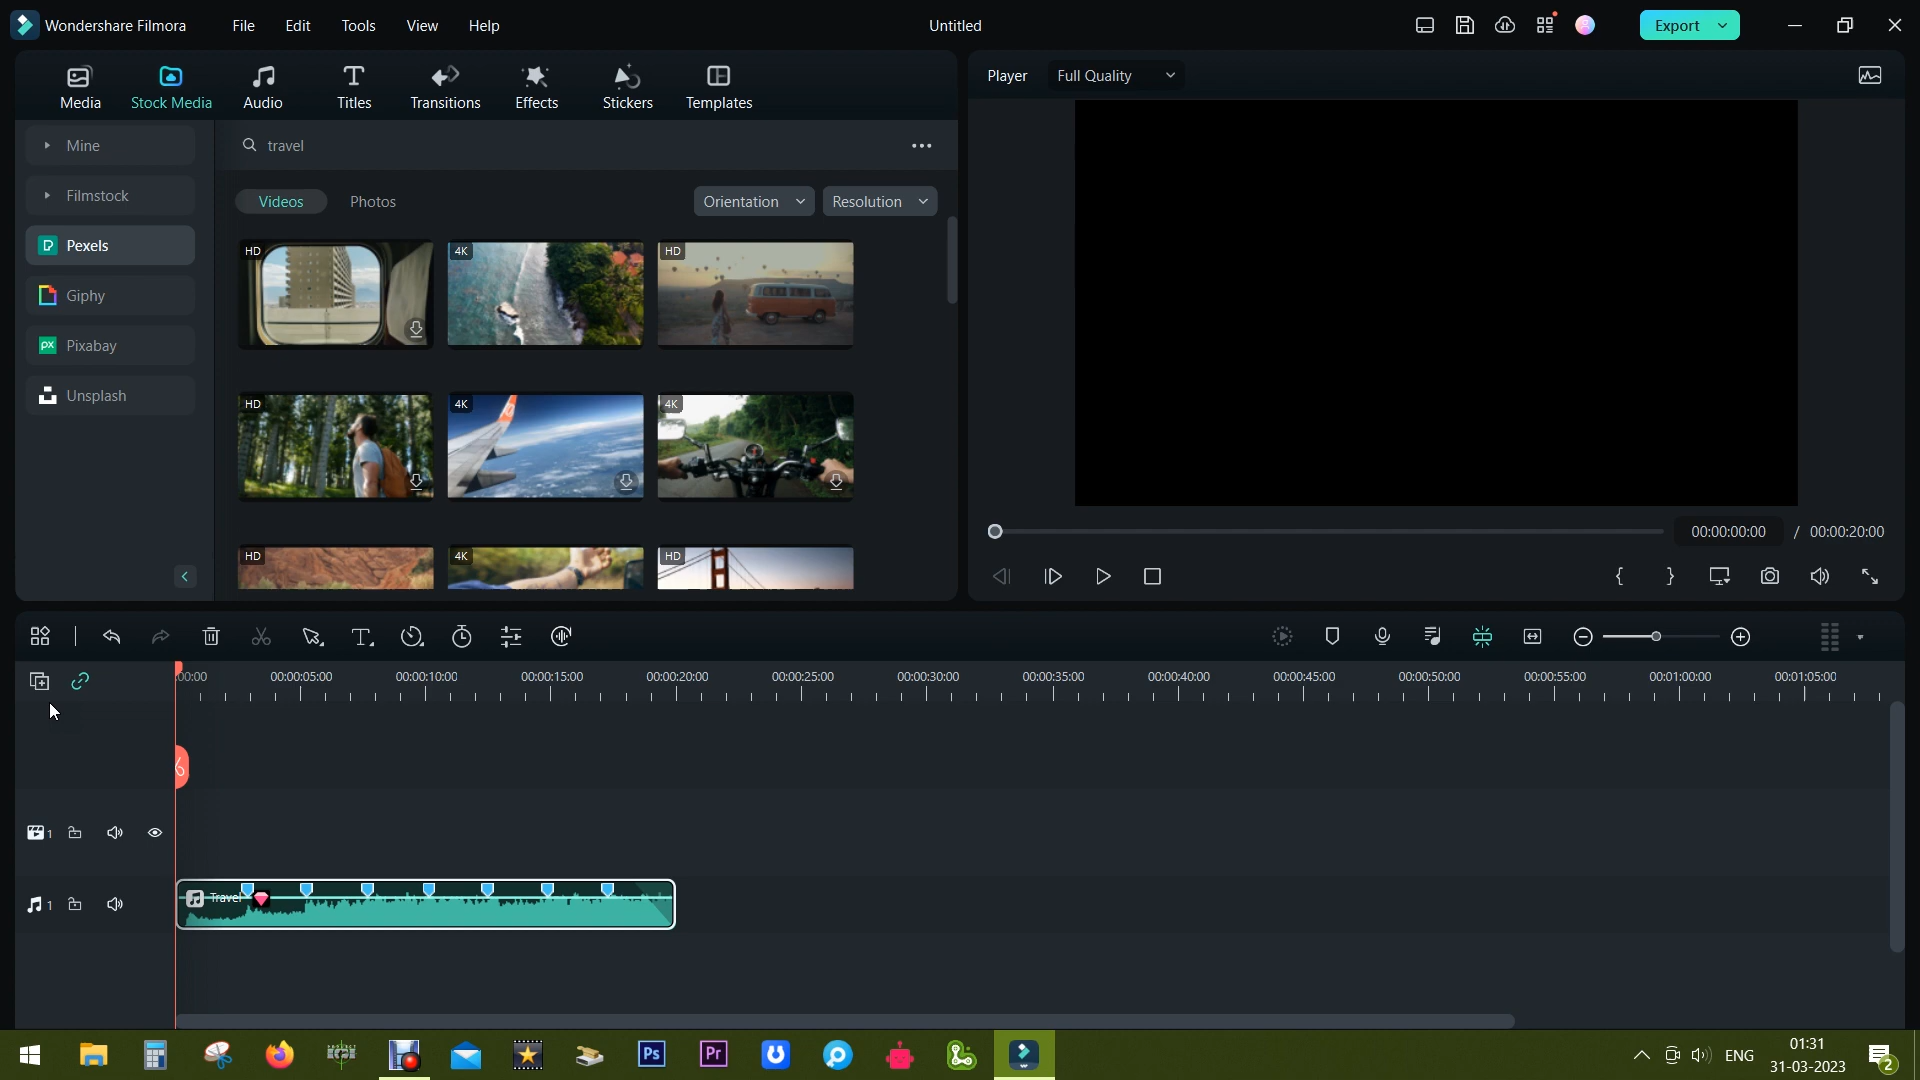 Wondershare Filmora File Edit Tools View Help Untitled Export
Media Stock Media Audio Titles Transitions Effects Stickers Templates
Player Full Quality
Mine
travel
Filmstock
Videos Photos Orientation Resolution
Pexels
HD 4K HD
Giphy
Pixabay
Unsplash
HD 4K 4K
00:00:00:00 / 00:00:20:00
HD 4K HD
:00:00 00:00:05:00 00:00:10:00 00:00:15:00 00:00:20:00 00:00:25:00 00:00:30:00 00:00:35:00 00:00:40:00 00:00:45:00 00:00:50:00 00:00:55:00 00:01:00:00 00:01:05:00
1
1 Travel
Ps Pr ENG 01:31
31-03-2023
2